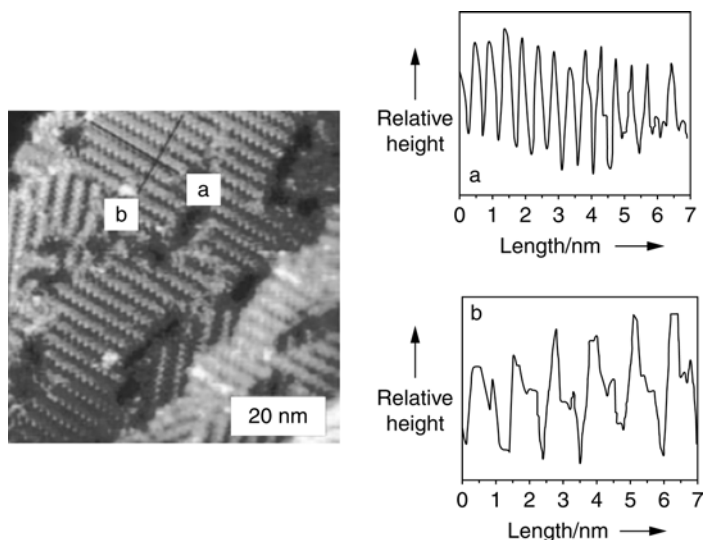 a
b
20 nm
Relative
height
a
0 1 2 3 4 5 6 7
Length/nm
b
Relative
height
0 1 2 3 4 5 6 7
Length/nm